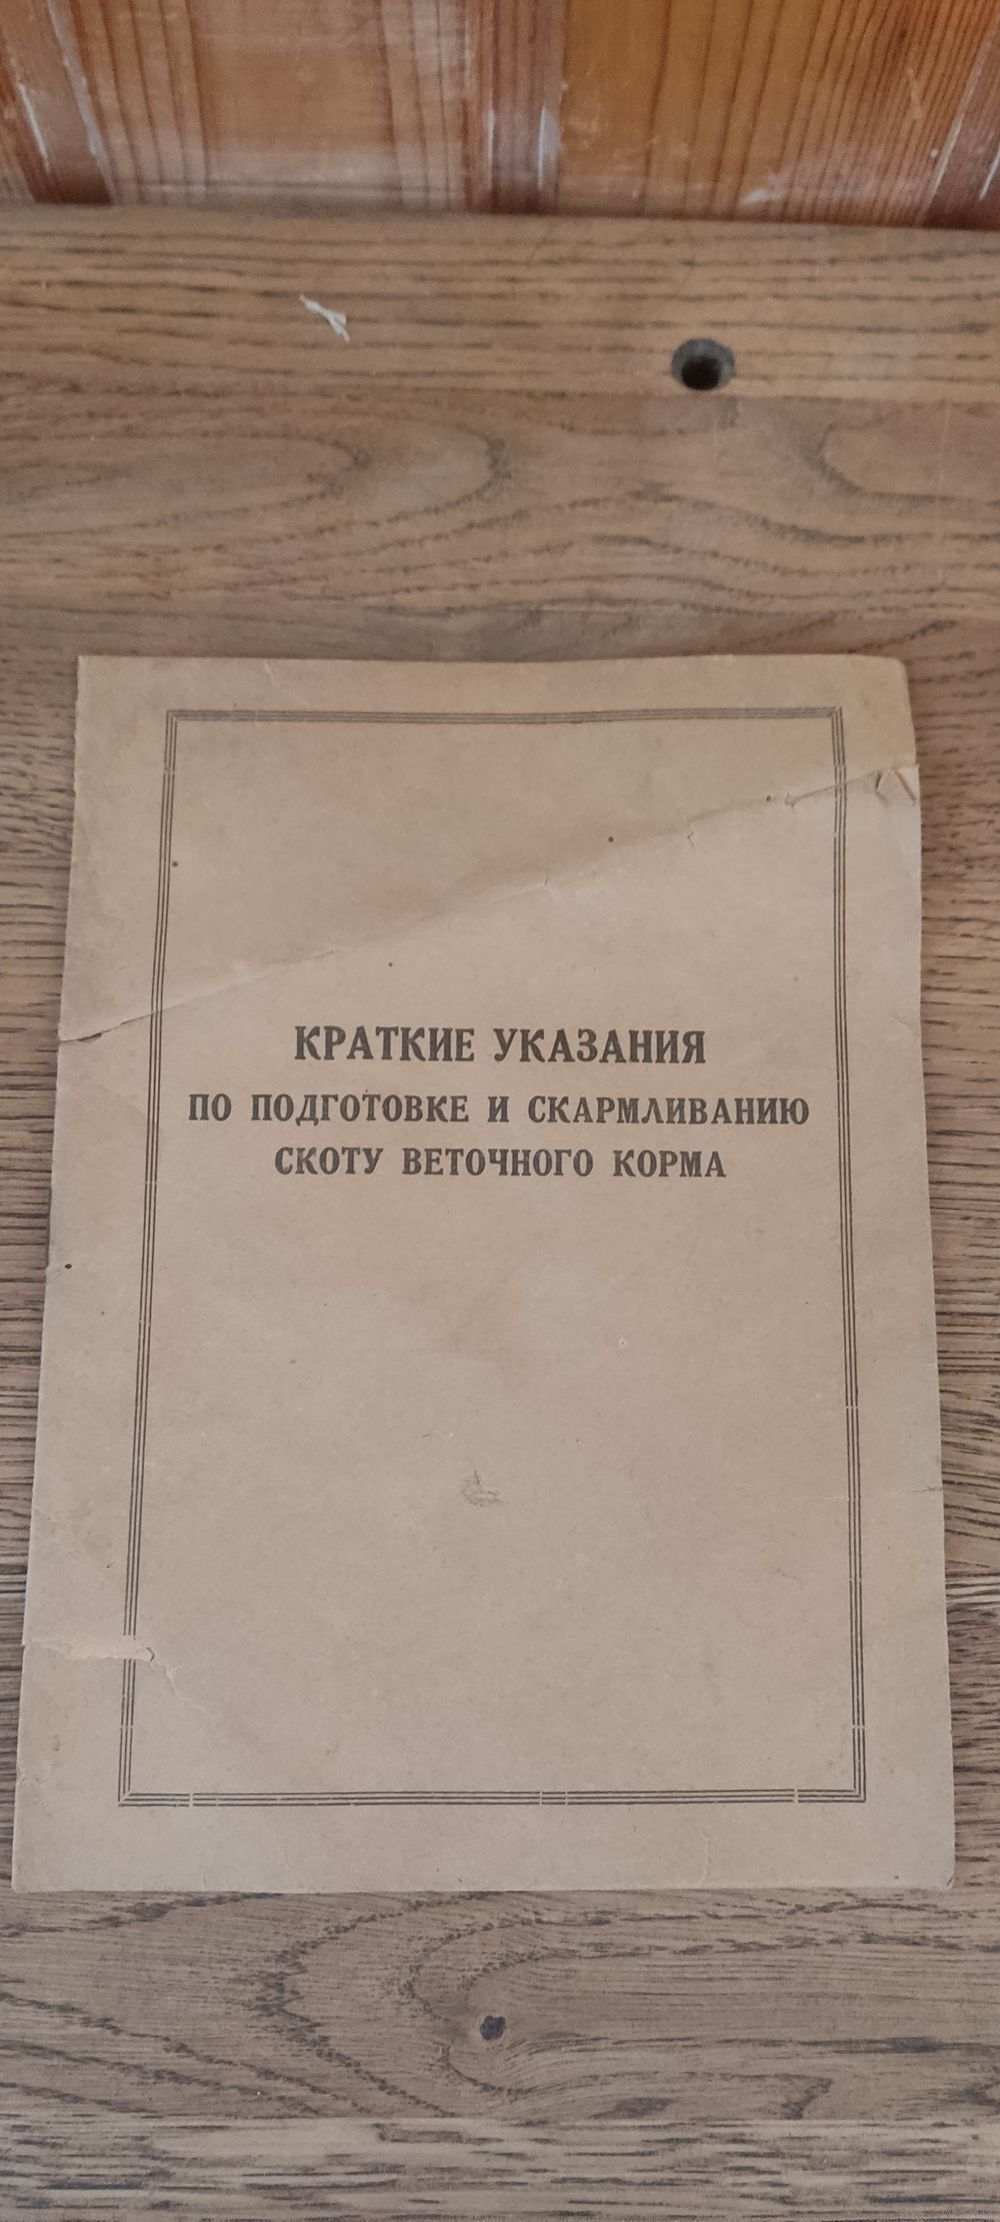 КРАТКИЕ УКАЗАНИЯ
ПО ПОДГОТОВКЕ И СКАРМЛИВАНИЮ
СКОТУ ВЕТОЧНОГО КОРМА